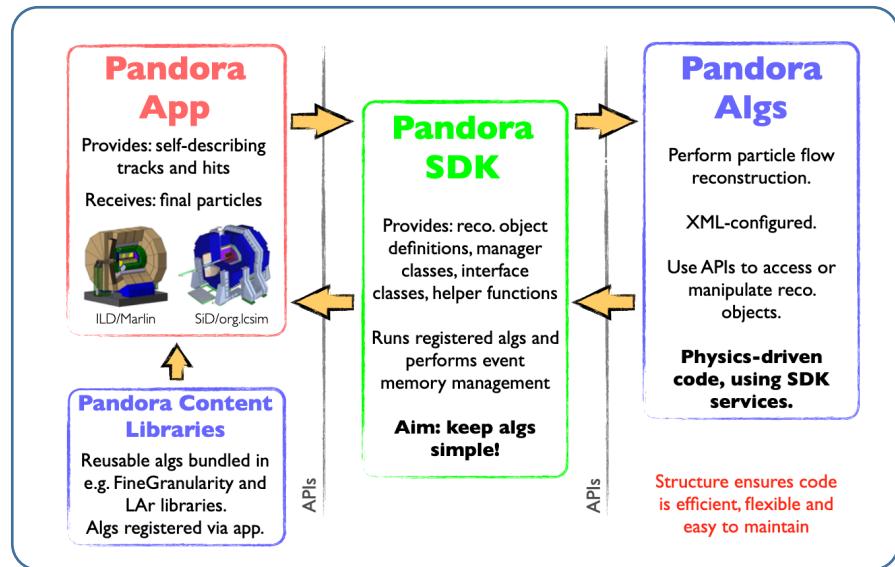 Pandora
App
Provides: self-describing
tracks and hits
Receives: final particles
ILD/Marlin
SiD/org.lcsim
Pandora Content
Libraries
Reusable algs bundled in
e.g. FineGranularity and
LAr libraries.
Algs registered via app.
APIs
Pandora
SDK
Provides: reco. object
definitions, manager
classes, interface
classes, helper functions
Runs registered algs and
performs event
memory management
Aim: keep algs
simple!
APIs
Pandora
Algs
Perform particle flow
reconstruction.
XML-configured.
Use APIs to access or
manipulate reco.
objects.
Physics-driven
code, using SDK
services.
Structure ensures code
is efficient, flexible and
easy to maintain